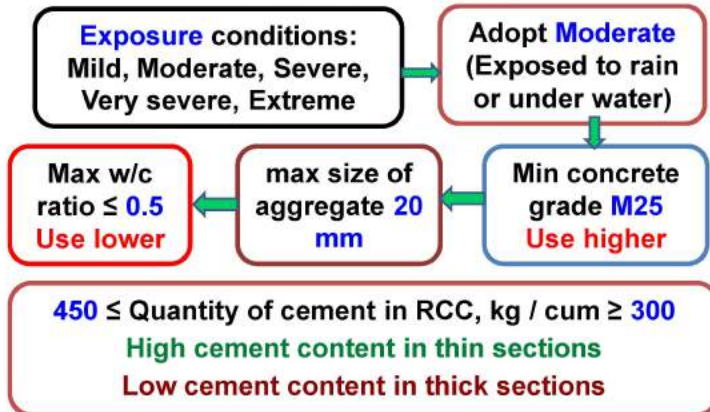 Exposure conditions:
Mild, Moderate, Severe,
Very severe, Extreme
Adopt Moderate
(Exposed to rain
or under water)
Min concrete
grade M25
Use higher
max size of
aggregate 20
mm
Max w/c
ratio ≤ 0.5
Use lower
450 ≤ Quantity of cement in RCC, kg / cum ≥ 300
High cement content in thin sections
Low cement content in thick sections